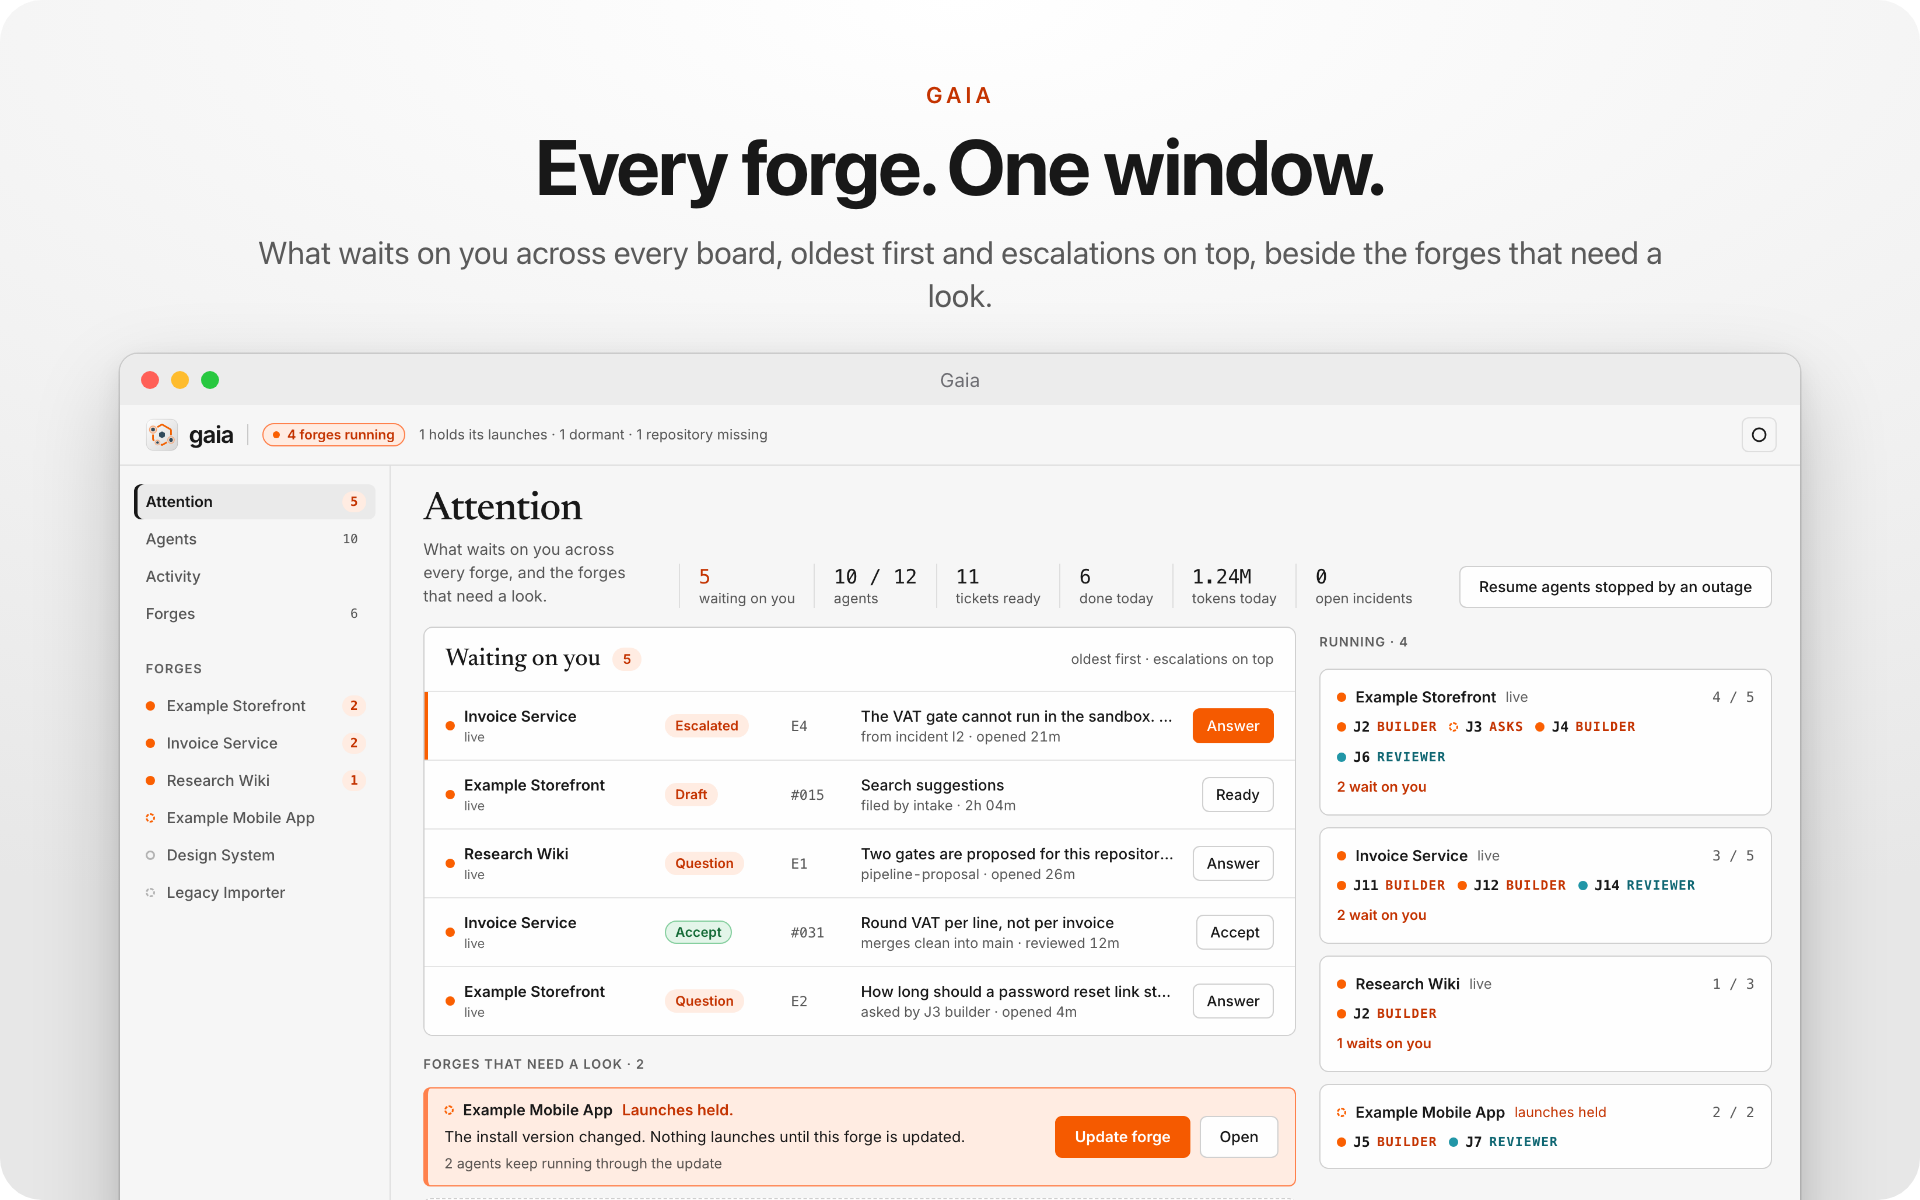 GAIA
Every forge. One window.
What waits on you across every board, oldest first and escalations on top, beside the forges that need a
look.
Gaia
gaia
4 forges running
1 holds its launches · 1 dormant · 1 repository missing
Attention 5
Agents 10
Activity
Forges 6
FORGES
Example Storefront 2
Invoice Service 2
Research Wiki 1
Example Mobile App
Design System
Legacy Importer
Attention
What waits on you across
every forge, and the forges
that need a look.
5
waiting on you
10 / 12
agents
11
tickets ready
6
done today
1.24M
tokens today
0
open incidents
Resume agents stopped by an outage
Waiting on you 5
oldest first · escalations on top
Invoice Service
live
Escalated
E4
The VAT gate cannot run in the sandbox. ...
from incident I2 · opened 21m
Answer
Example Storefront
live
Draft
#015
Search suggestions
filed by intake · 2h 04m
Ready
Research Wiki
live
Question
E1
Two gates are proposed for this repositor...
pipeline-proposal · opened 26m
Answer
Invoice Service
live
Accept
#031
Round VAT per line, not per invoice
merges clean into main · reviewed 12m
Accept
Example Storefront
live
Question
E2
How long should a password reset link st...
asked by J3 builder · opened 4m
Answer
FORGES THAT NEED A LOOK · 2
Example Mobile App Launches held.
The install version changed. Nothing launches until this forge is updated.
2 agents keep running through the update
Update forge
Open
RUNNING · 4
Example Storefront live 4 / 5
J2 BUILDER J3 ASKS J4 BUILDER
J6 REVIEWER
2 wait on you
Invoice Service live 3 / 5
J11 BUILDER J12 BUILDER J14 REVIEWER
2 wait on you
Research Wiki live 1 / 3
J2 BUILDER
1 waits on you
Example Mobile App launches held 2 / 2
J5 BUILDER J7 REVIEWER